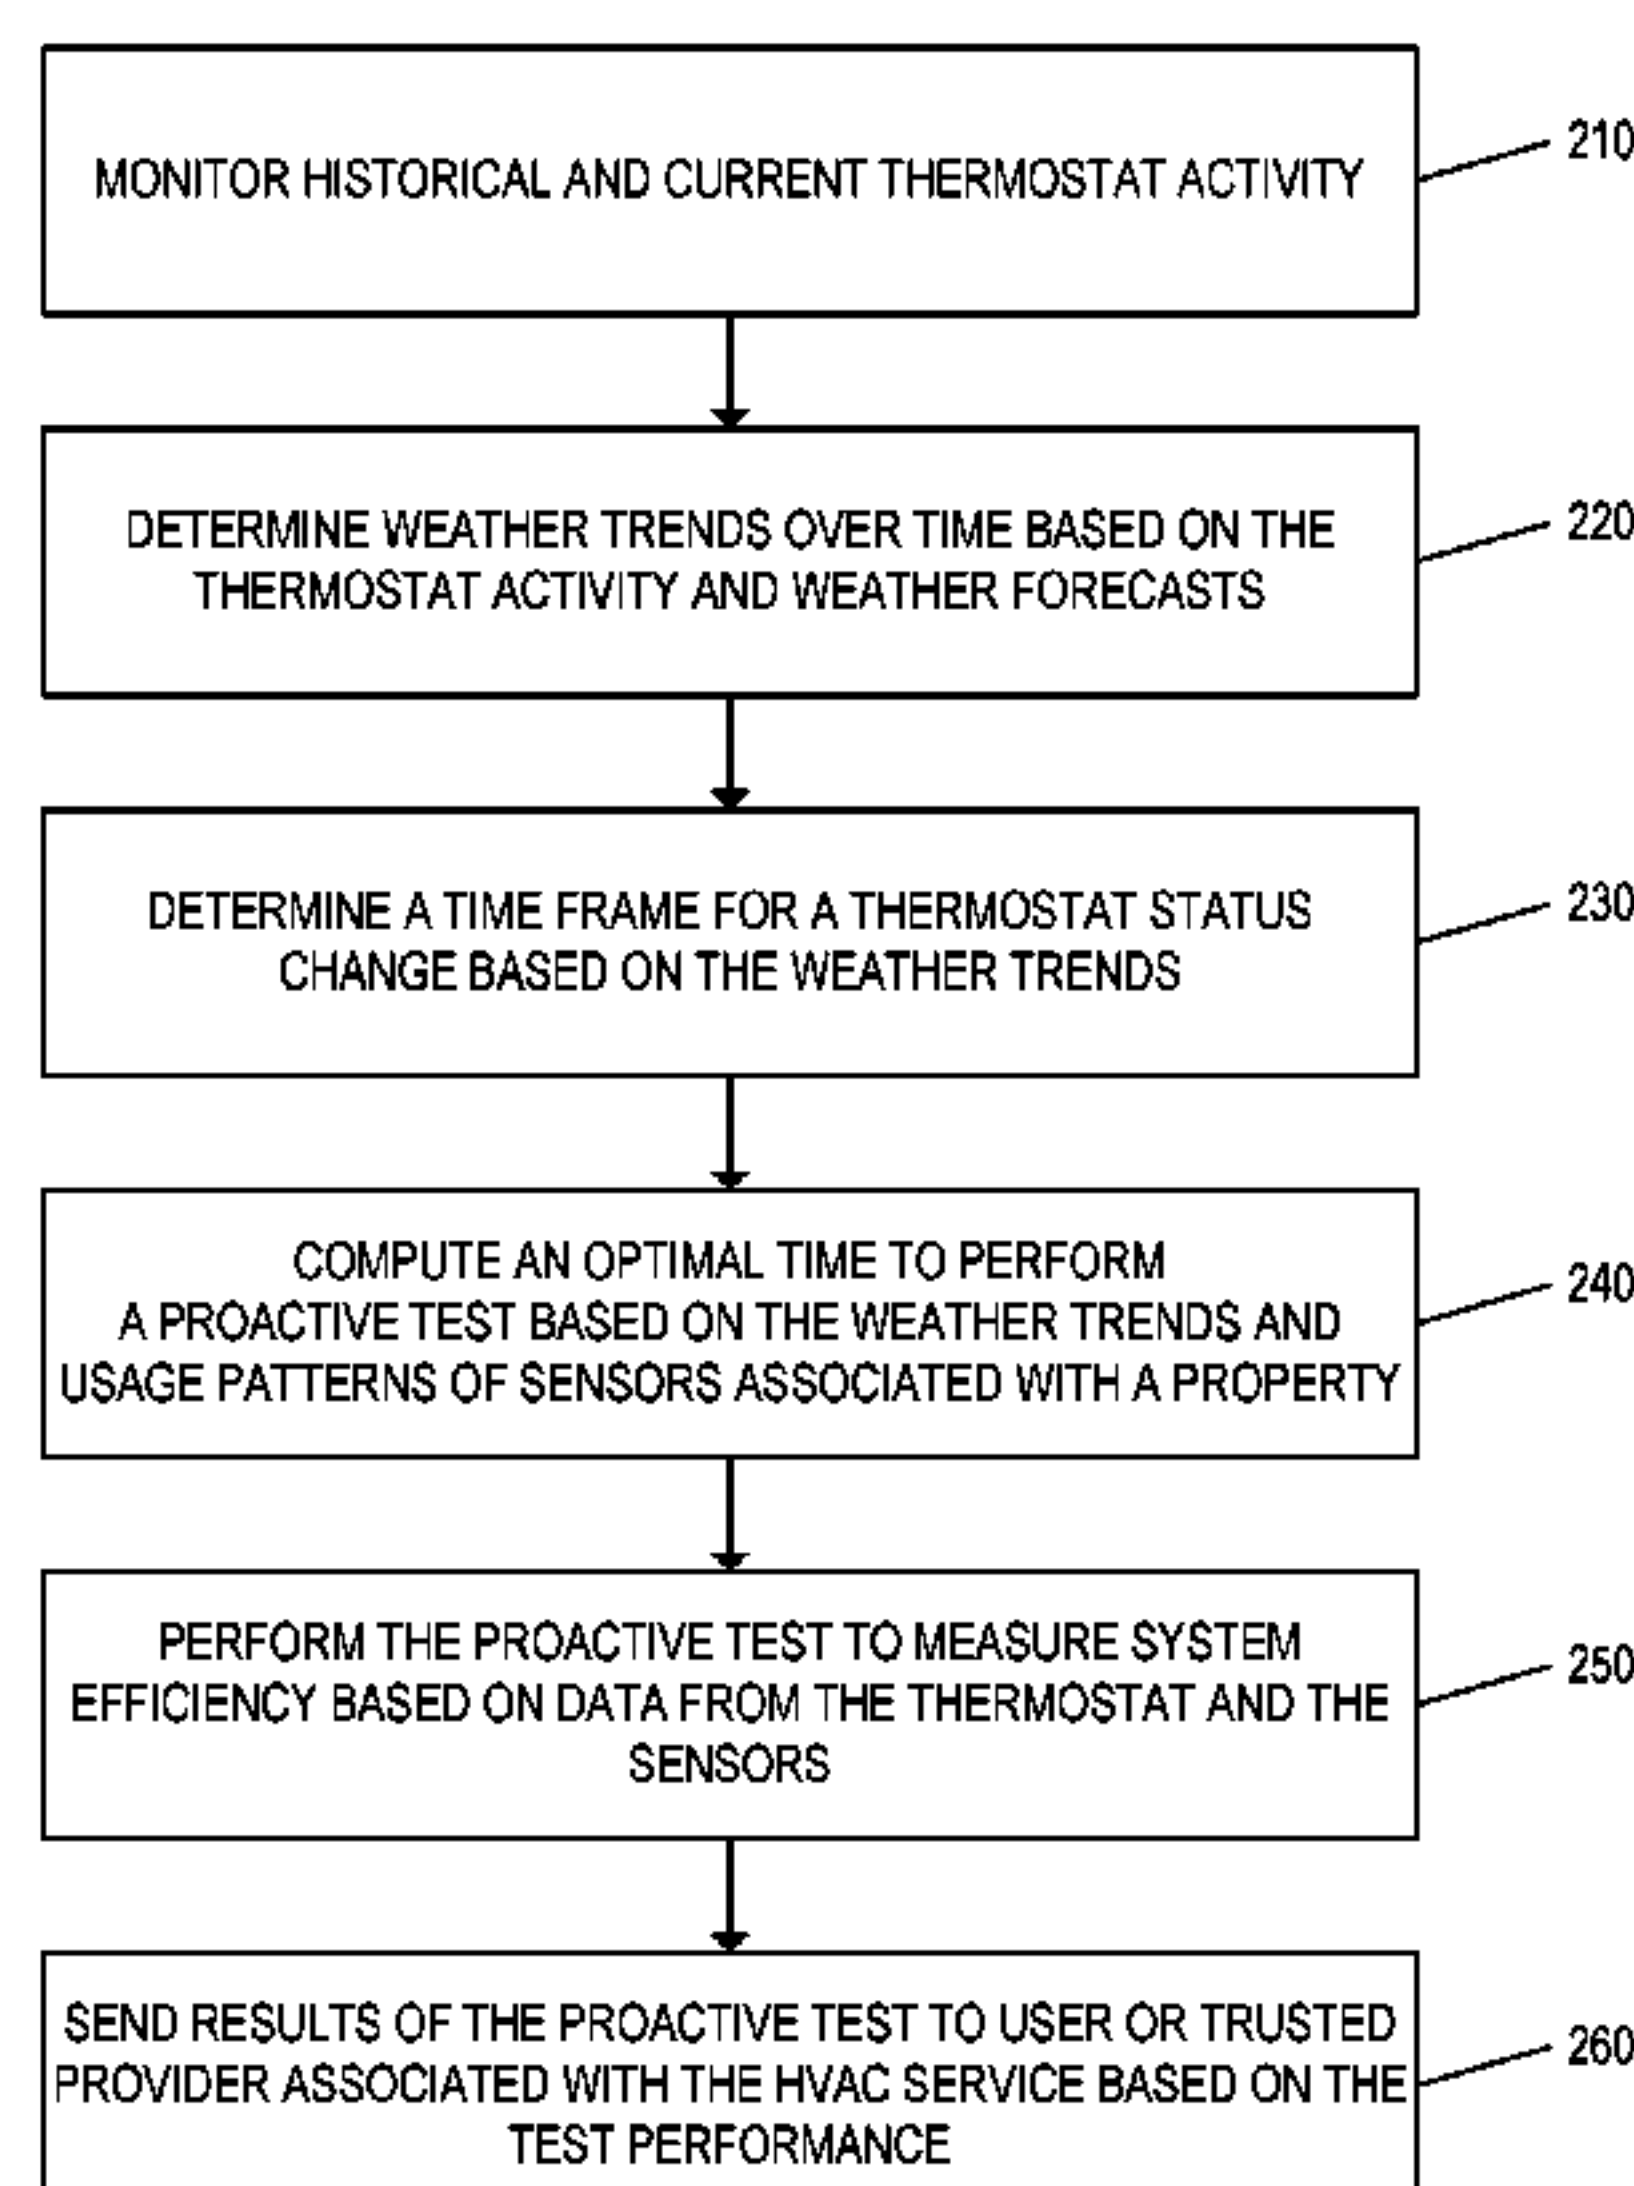 MONITOR HISTORICAL AND CURRENT THERMOSTAT ACTIVITY
210
DETERMINE WEATHER TRENDS OVER TIME BASED ON THE
THERMOSTAT ACTIVITY AND WEATHER FORECASTS
220
DETERMINE A TIME FRAME FOR A THERMOSTAT STATUS
CHANGE BASED ON THE WEATHER TRENDS
230
COMPUTE AN OPTIMAL TIME TO PERFORM
A PROACTIVE TEST BASED ON THE WEATHER TRENDS AND
USAGE PATTERNS OF SENSORS ASSOCIATED WITH A PROPERTY
240
PERFORM THE PROACTIVE TEST TO MEASURE SYSTEM
EFFICIENCY BASED ON DATA FROM THE THERMOSTAT AND THE
SENSORS
250
SEND RESULTS OF THE PROACTIVE TEST TO USER OR TRUSTED
PROVIDER ASSOCIATED WITH THE HVAC SERVICE BASED ON THE
TEST PERFORMANCE
260